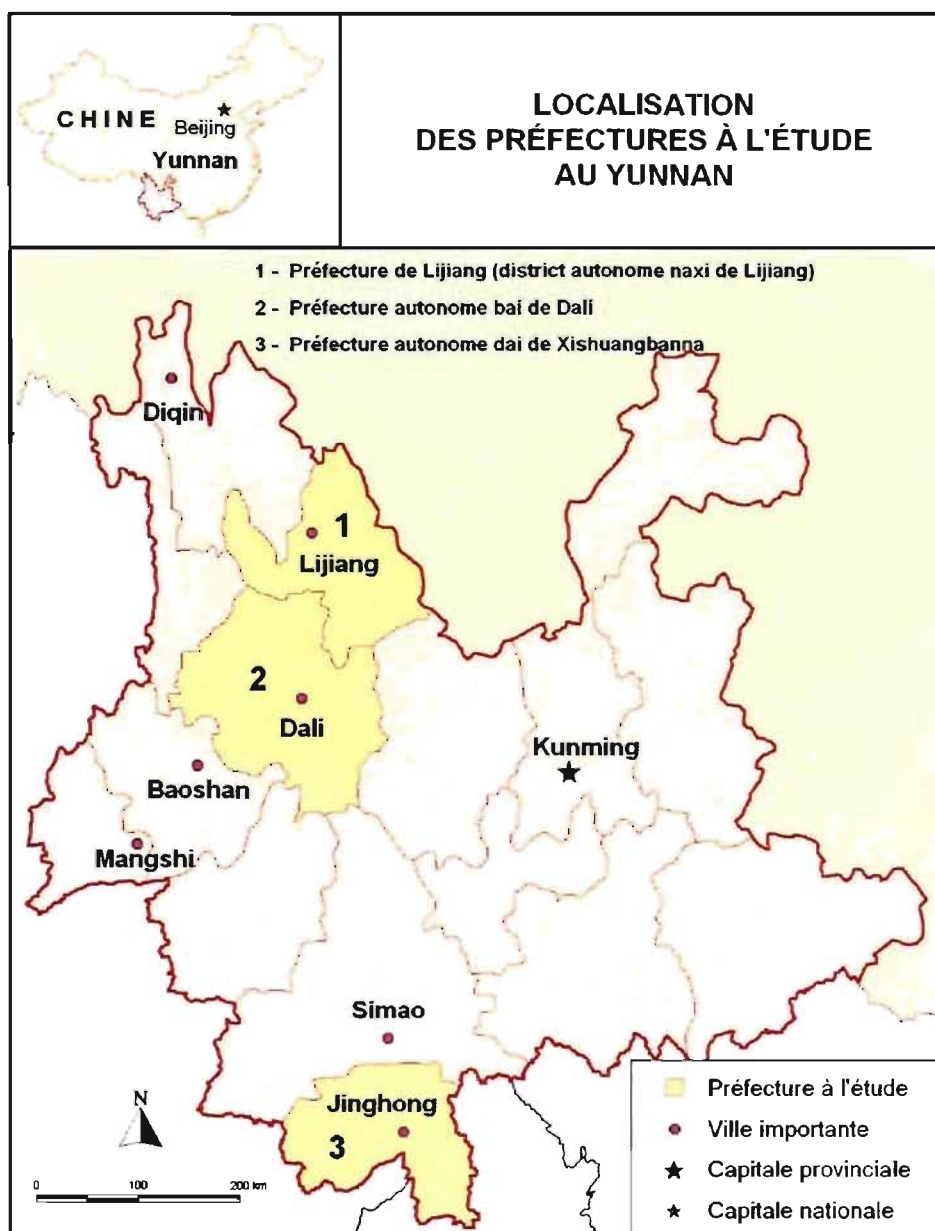 CHINE
Beijing
Yunnan
LOCALISATION
DES PRÉFECTURES À L'ÉTUDE
AU YUNNAN
1 - Préfecture de Lijiang (district autonome naxi de Lijiang)
2 - Préfecture autonome bai de Dali
3 - Préfecture autonome dai de Xishuangbanna
Diqin
1
Lijiang
2
Dali
Kunming
Baoshan
Mangshi
Simao
Jinghong
3
N
0 100 200 km
Préfecture à l'étude
Ville importante
Capitale provinciale
Capitale nationale